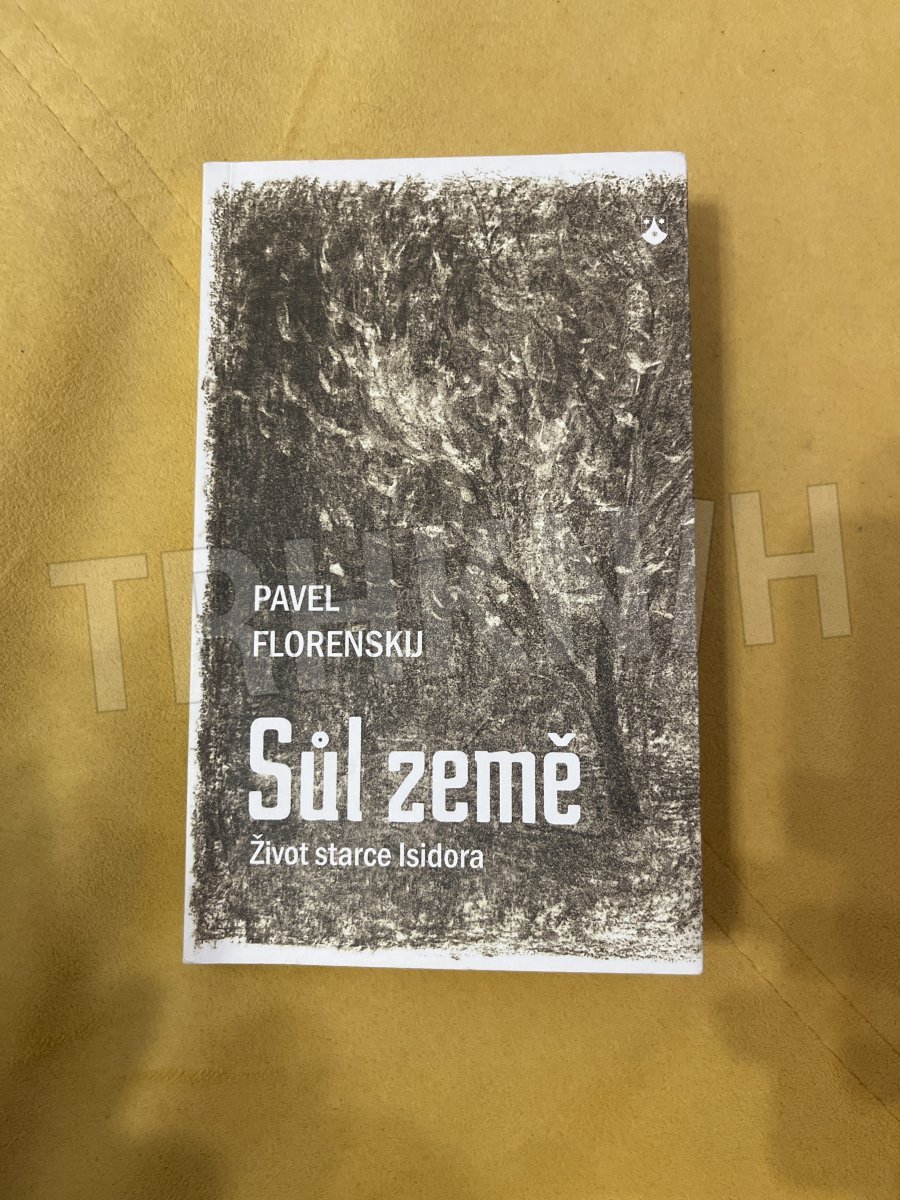 PAVEL
FLORENSKIJ
Sůl země
Život starce Isidora